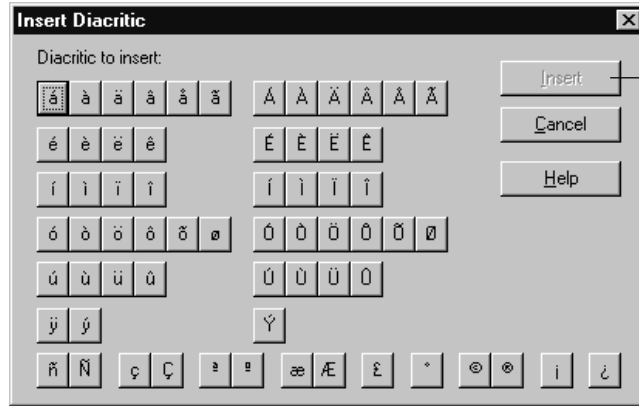 Insert Diacritic
Diacritic to insert:
á à ä â å ã Á À Ä Â Å Ã
Insert
é è ë ê É È Ë Ê
Cancel
í ì ï î Í Ì Ï Î
Help
ó ò ö ô õ ø Ó Ò Ö Ô Õ Ø
ú ù ü û Ú Ù Ü Û
ÿ ý Ý
ñ Ñ ç Ç ª º æ Æ £ ° © ® ¡ ¿